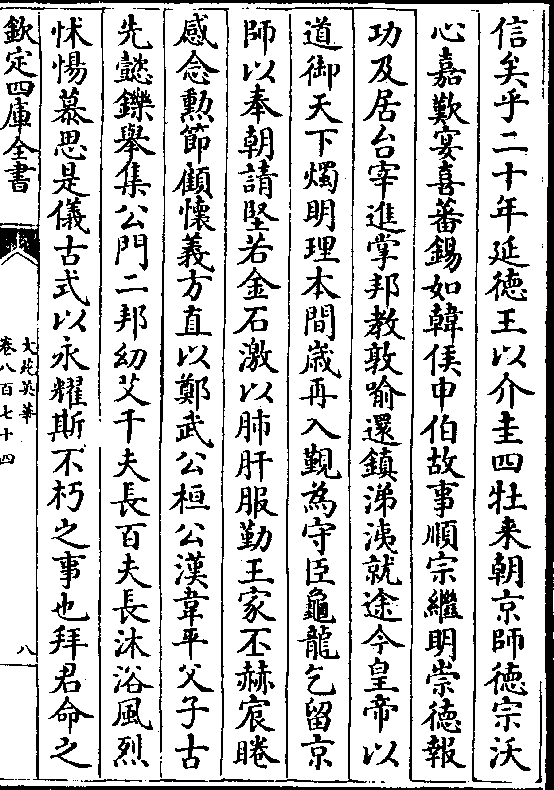 信矣乎二十年延德王以介圭四牡来朝京師德宗沃
心嘉歎宴喜蕃錫如韓侯申伯故事順宗繼明崇德報
功及居台宰進掌邦教敦喻還鎮涕洟就途今皇帝以
道御天下燭明理本間歳再入覲為守臣龜龍乞留京
師以奉朝請堅若金石激以肺肝服勤王家丕赫宸睠
感念勲節顧懷義方直以鄭武公桓公漢韋平父子古
先懿鑠舉集公門二邦幼艾千夫長百夫長沐浴風烈
怵惕慕思是儀古式以永耀斯不朽之事也拜君命之
欽定四庫全書
文苑英華
卷八百七十四
八